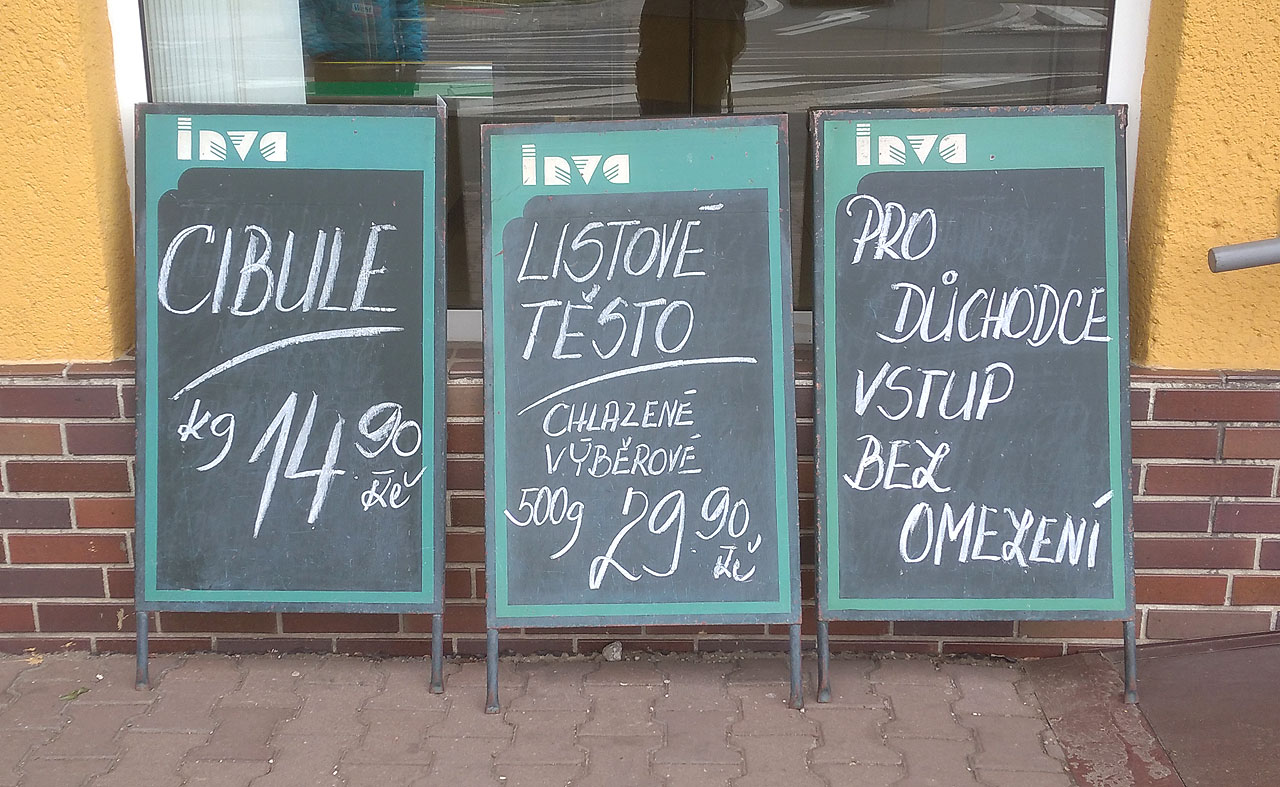 inva
CIBULE
kg 14 90 Kč
inva
LISTOVÉ
TĚSTO
CHLAZENÉ
VÝBĚROVÉ
500g 29 90 Kč
inva
PRO
DŮCHODCE
VSTUP
BEZ
OMEZENÍ